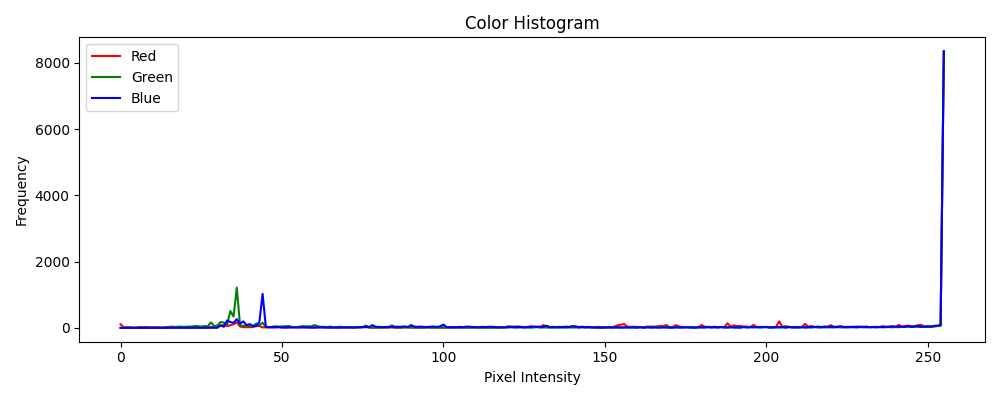 Color Histogram
Red
Green
Blue
8000
6000
4000
2000
0
Frequency
0 50 100 150 200 250
Pixel Intensity